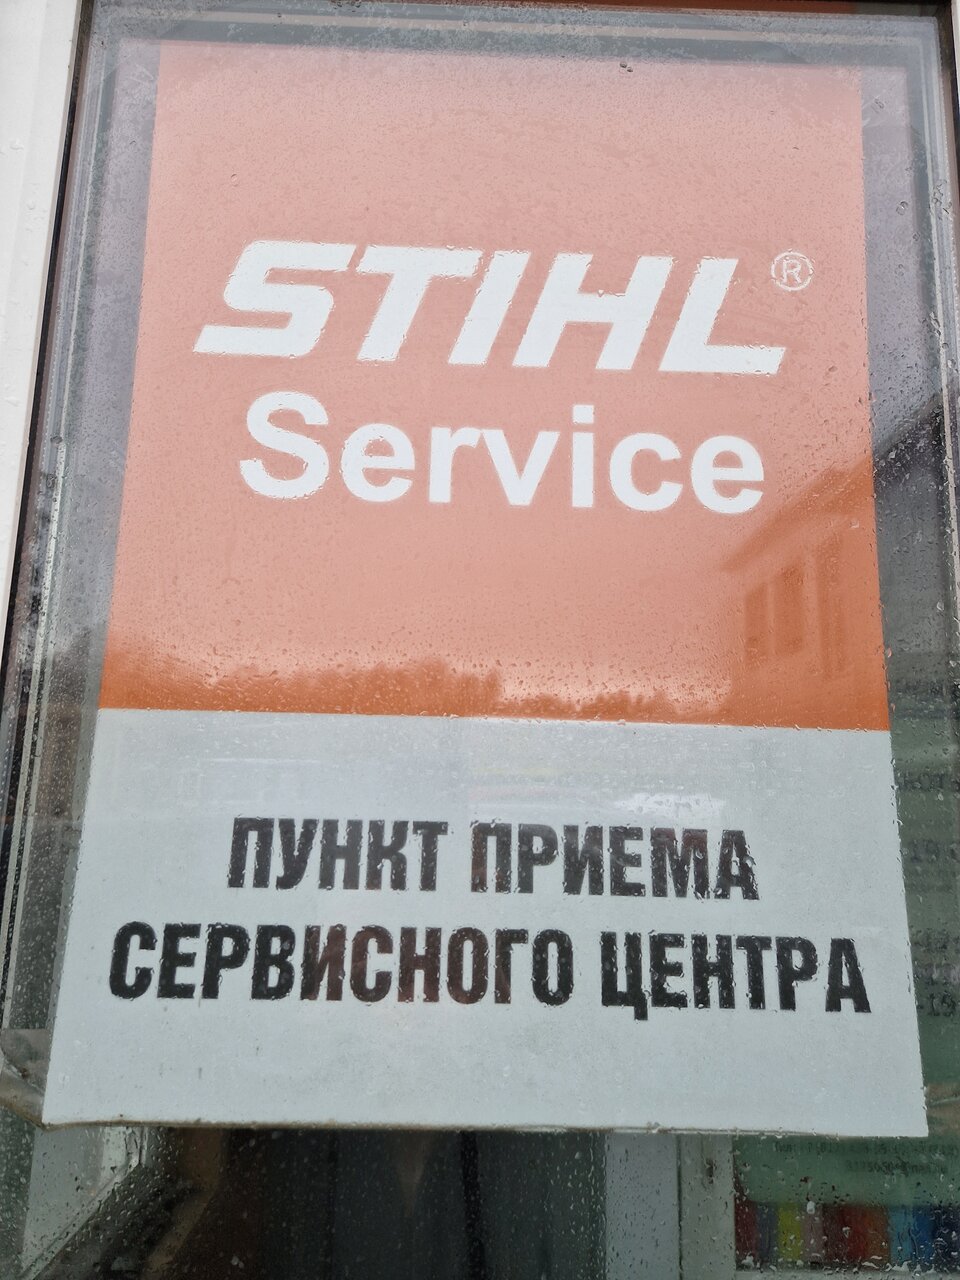 STIHL®
Service
ПУНКТ ПРИЕМА
СЕРВИСНОГО ЦЕНТРА